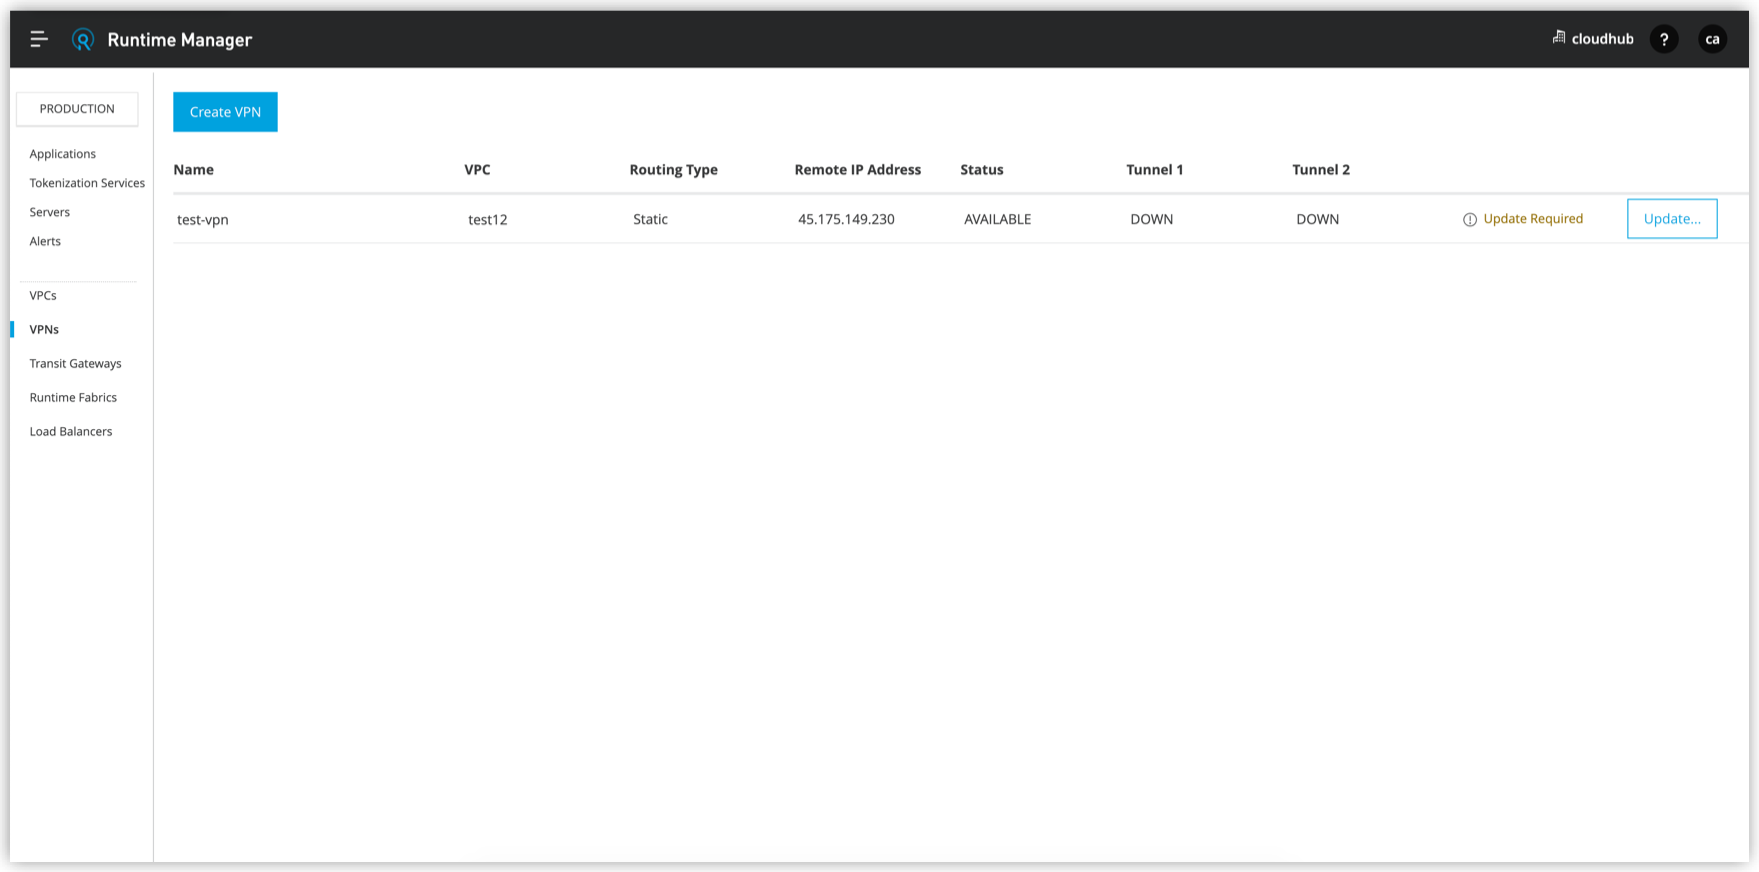 Runtime Manager
cloudhub ? ca
PRODUCTION
Applications
Tokenization Services
Servers
Alerts
VPCs
VPNs
Transit Gateways
Runtime Fabrics
Load Balancers
Create VPN
Name VPC Routing Type Remote IP Address Status Tunnel 1 Tunnel 2
test-vpn test12 Static 45.175.149.230 AVAILABLE DOWN DOWN Update Required Update...